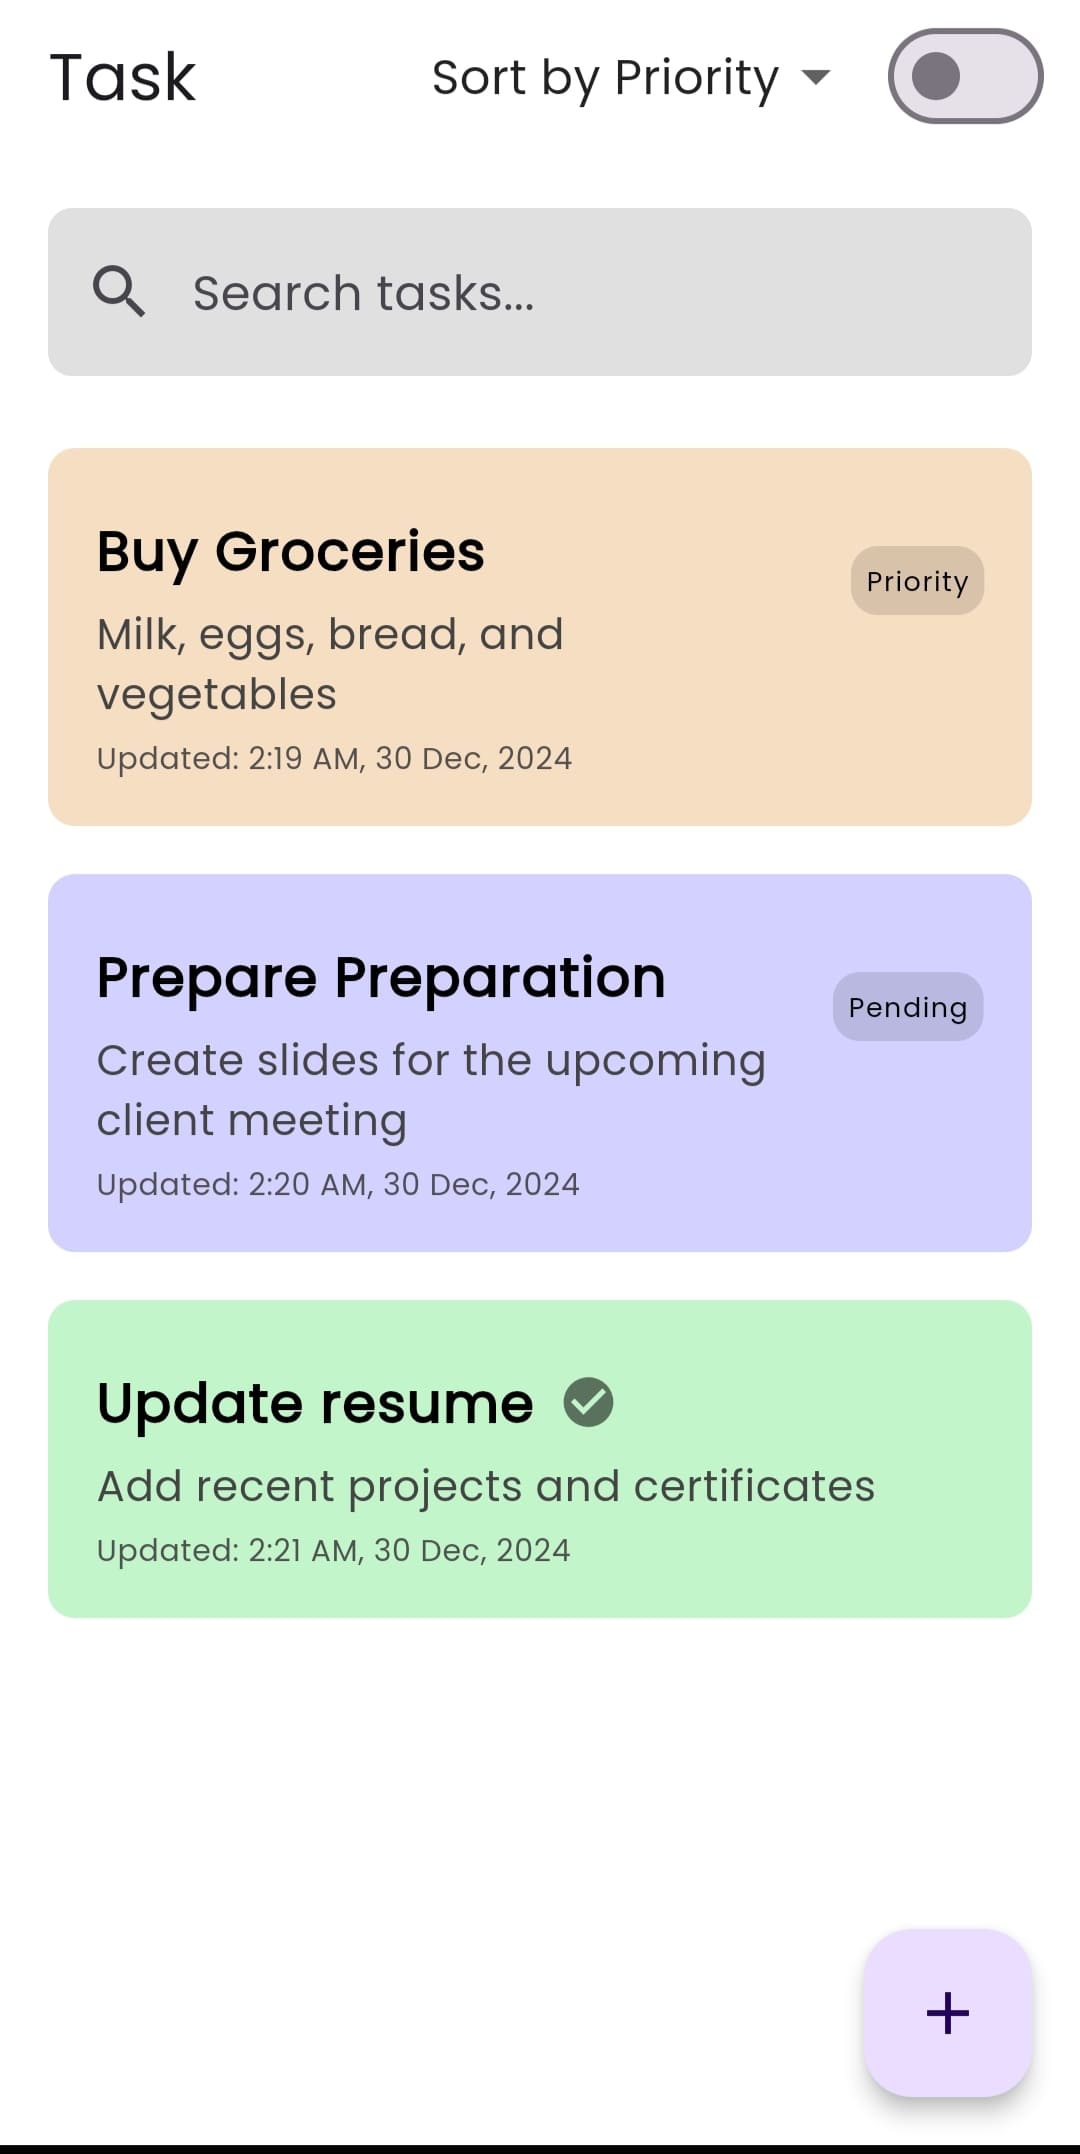 Task
Sort by Priority
Search tasks...
Buy Groceries
Priority
Milk, eggs, bread, and
vegetables
Updated: 2:19 AM, 30 Dec, 2024
Prepare Preparation
Pending
Create slides for the upcoming
client meeting
Updated: 2:20 AM, 30 Dec, 2024
Update resume
Add recent projects and certificates
Updated: 2:21 AM, 30 Dec, 2024